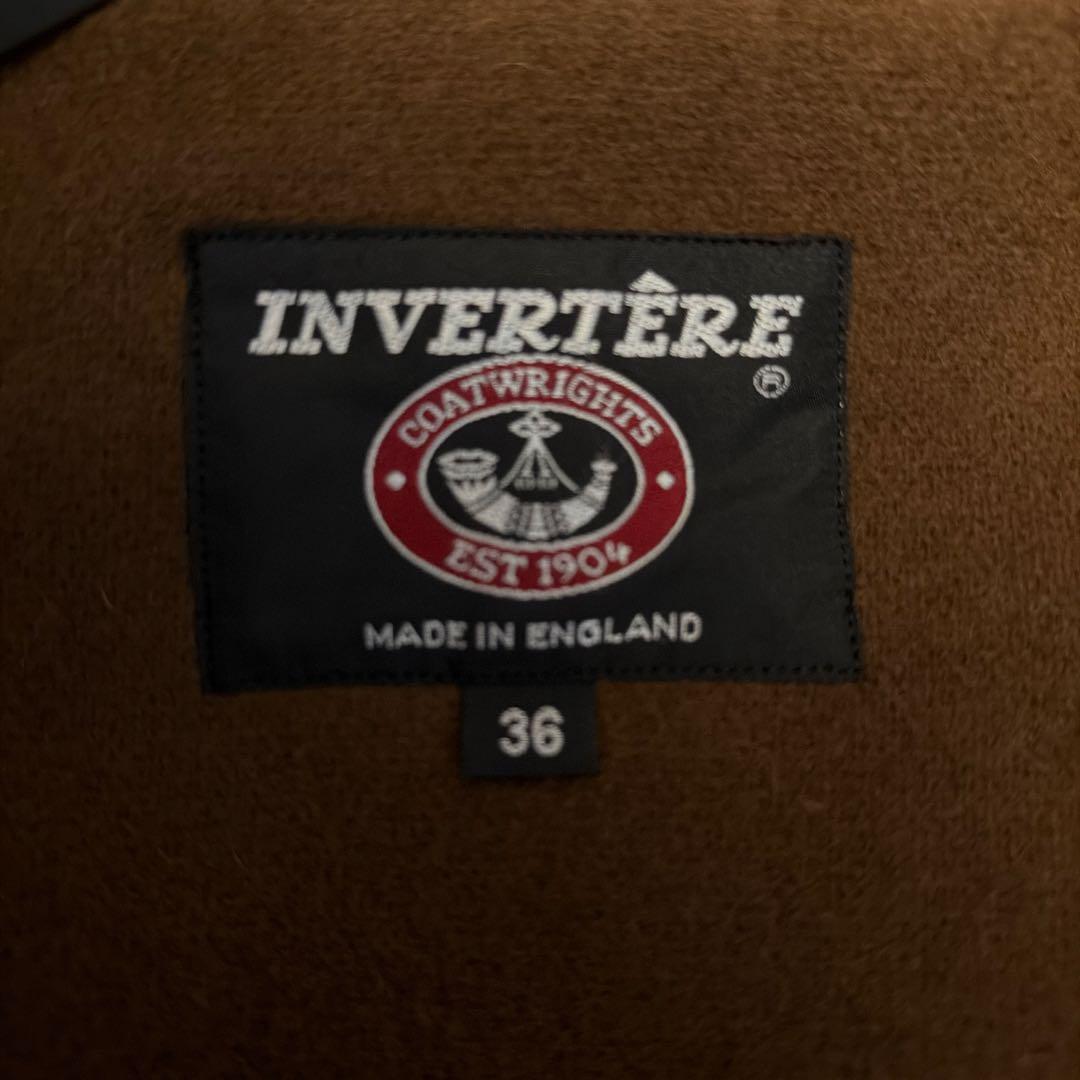 INVERTÊRE
®
COATWRIGHTS
EST 1904
MADE IN ENGLAND
36